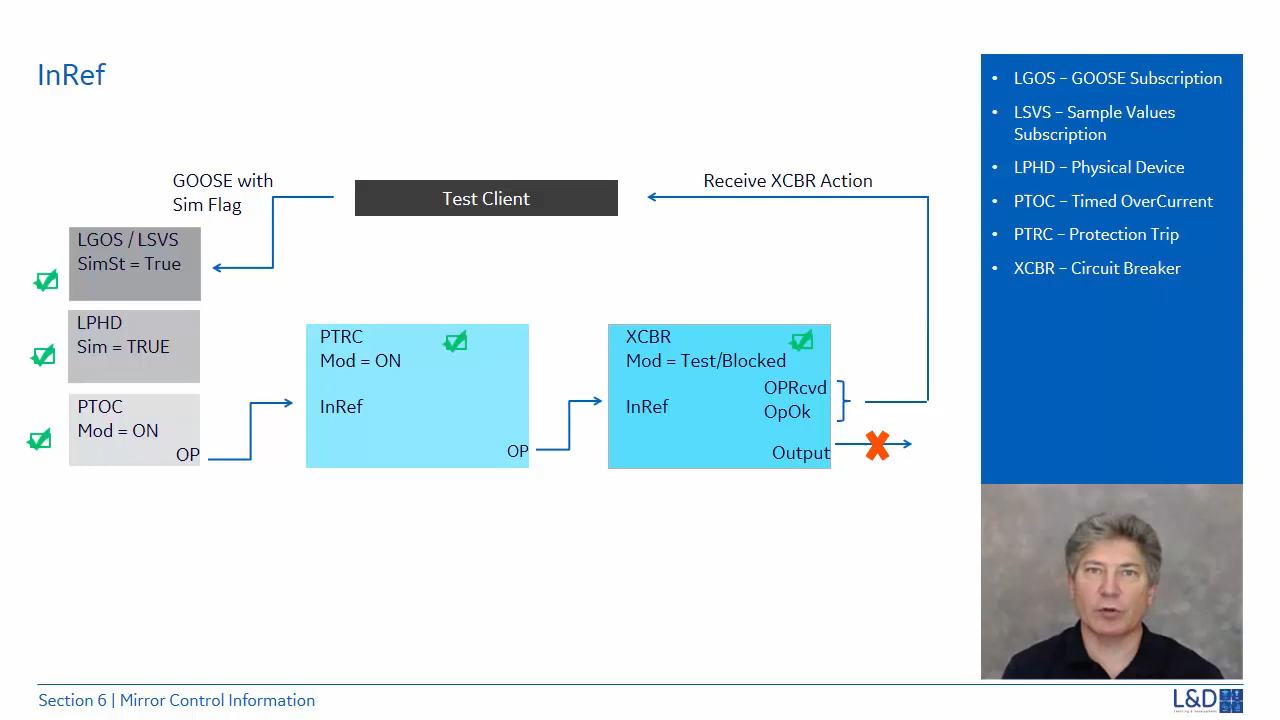 InRef
GOOSE with
Sim Flag
Test Client
Receive XCBR Action
LGOS / LSVS
SimSt = True
LPHD
Sim = TRUE
PTOC
Mod = ON
OP
PTRC
Mod = ON
InRef
OP
XCBR
Mod = Test/Blocked
OPRcvd
InRef
OpOk
Output
• LGOS – GOOSE Subscription
• LSVS – Sample Values
Subscription
• LPHD – Physical Device
• PTOC – Timed OverCurrent
• PTRC – Protection Trip
• XCBR – Circuit Breaker
Section 6 | Mirror Control Information
L&D